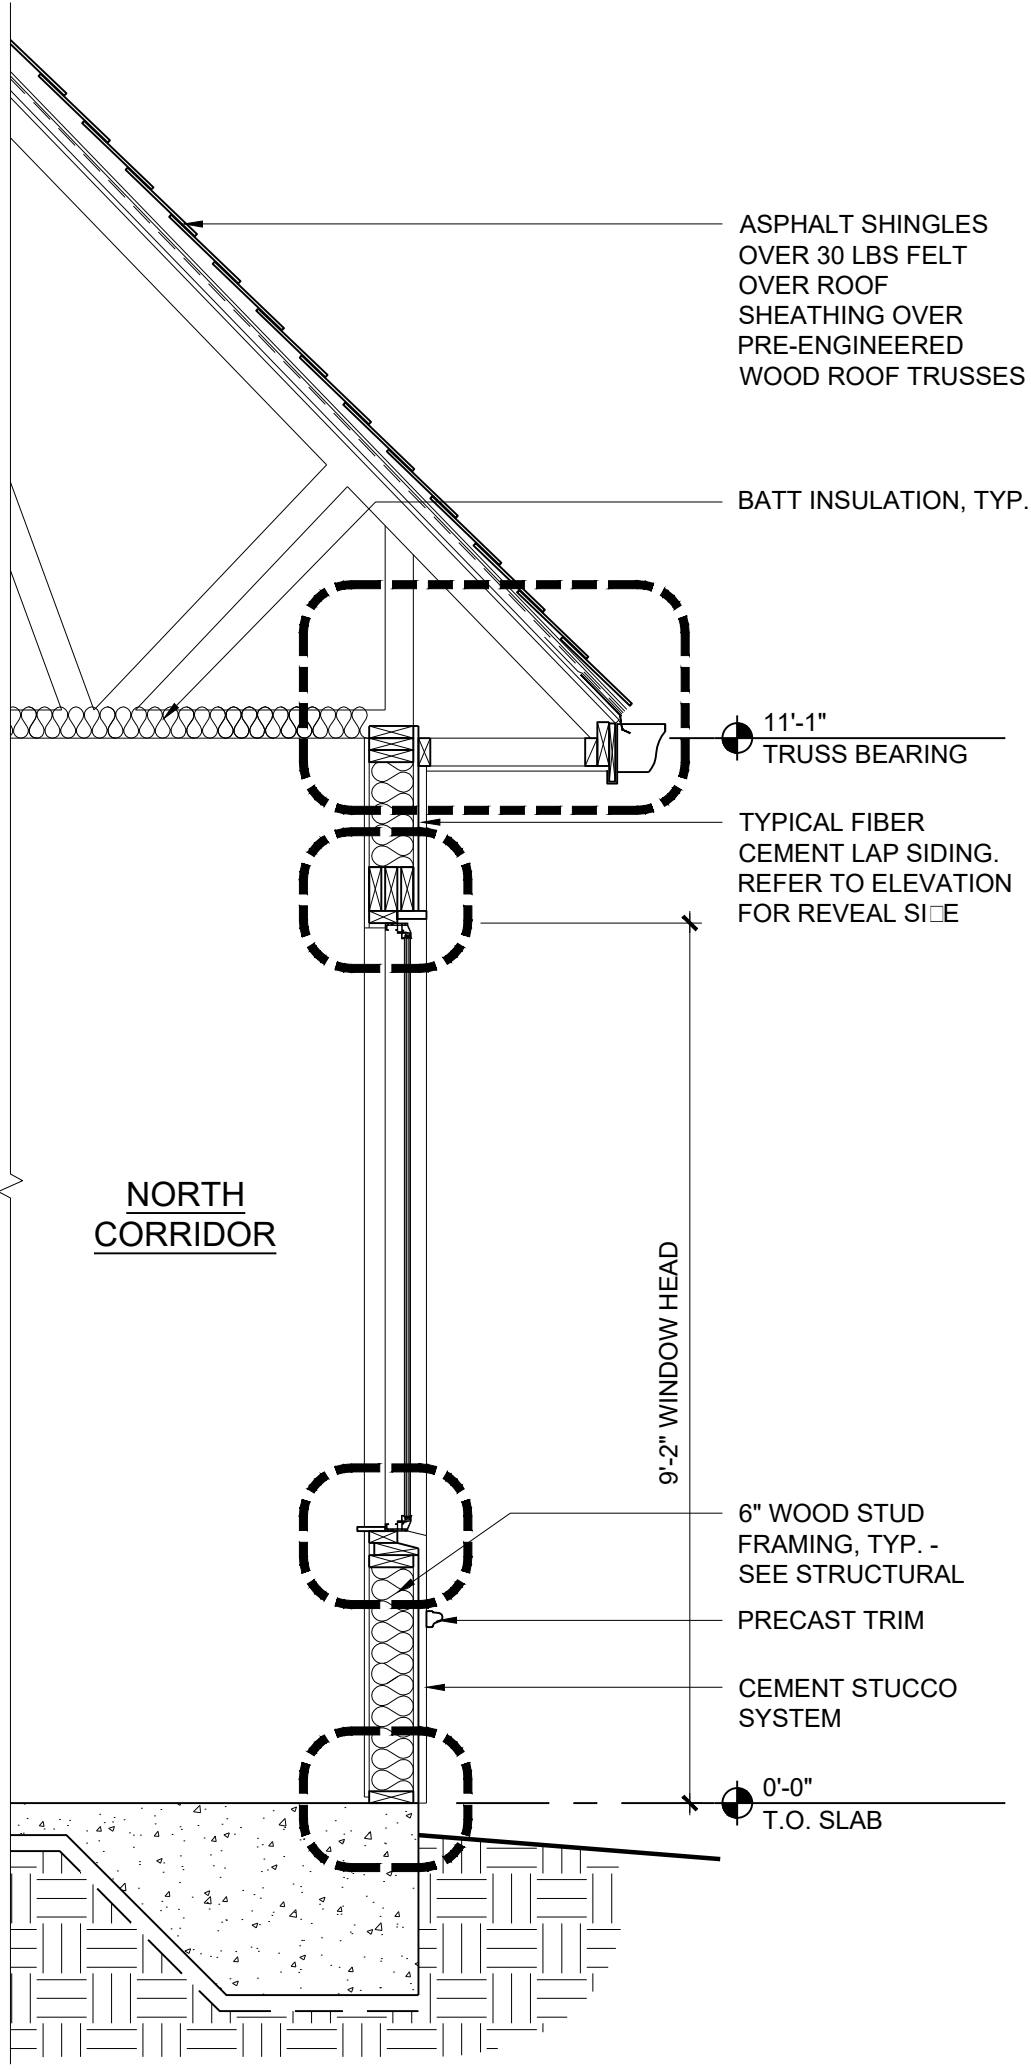 ASPHALT SHINGLES
OVER 30 LBS FELT
OVER ROOF
SHEATHING OVER
PRE-ENGINEERED
WOOD ROOF TRUSSES
BATT INSULATION, TYP.
11'-1"
TRUSS BEARING
TYPICAL FIBER
CEMENT LAP SIDING.
REFER TO ELEVATION
FOR REVEAL SI□E
NORTH
CORRIDOR
9'-2" WINDOW HEAD
6" WOOD STUD
FRAMING, TYP. -
SEE STRUCTURAL
PRECAST TRIM
CEMENT STUCCO
SYSTEM
0'-0"
T.O. SLAB